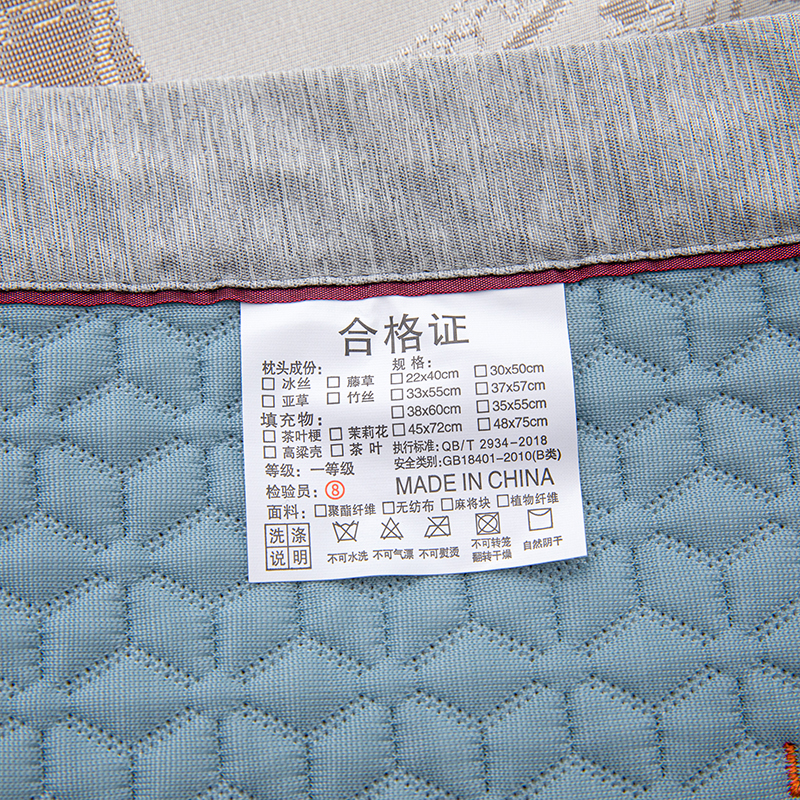 合格证
枕头成份:
□ 冰丝 □ 藤草
□ 亚草 □ 竹丝
填充物:
□ 茶叶梗 □ 茉莉花
□ 高粱壳 □ 茶 叶
等级: 一等级
检验员: ⑧
规 格:
□ 22x40cm □ 30x50cm
□ 33x55cm □ 37x57cm
□ 38x60cm □ 35x55cm
□ 45x72cm □ 48x75cm
执行标准: QB/T 2934-2018
安全类别: GB18401-2010(B类)
MADE IN CHINA
面料: □聚酯纤维 □无纺布 □麻将块 □植物纤维
洗涤
说明
不可水洗 不可气漂 不可熨烫 不可转笼翻转干燥 自然阴干